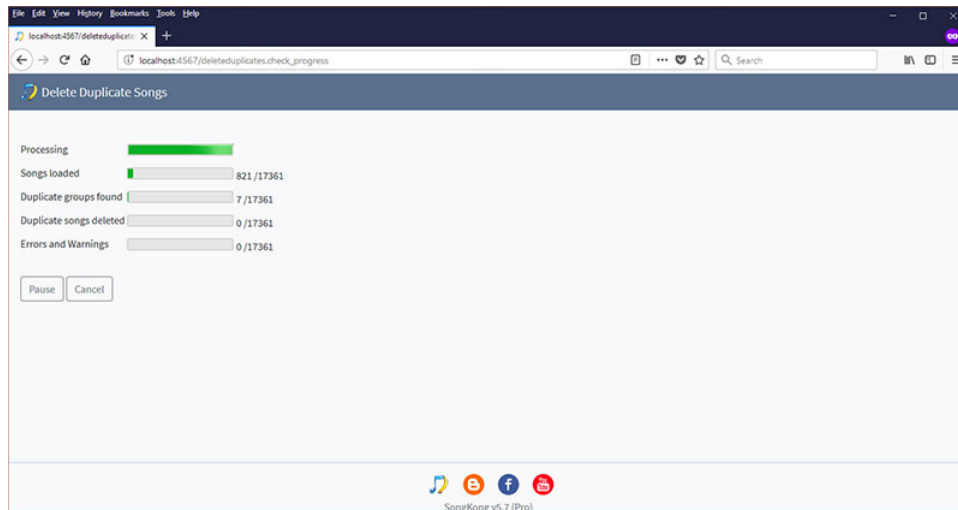 File Edit View History Bookmarks Tools Help
localhost:4567/deleteduplicate
localhost:4567/deleteduplicates.check_progress
Search
Delete Duplicate Songs
Processing
Songs loaded 821 /17361
Duplicate groups found 7 /17361
Duplicate songs deleted 0 /17361
Errors and Warnings 0 /17361
Pause Cancel
You Tube
SongKong v5.7 (Pro)